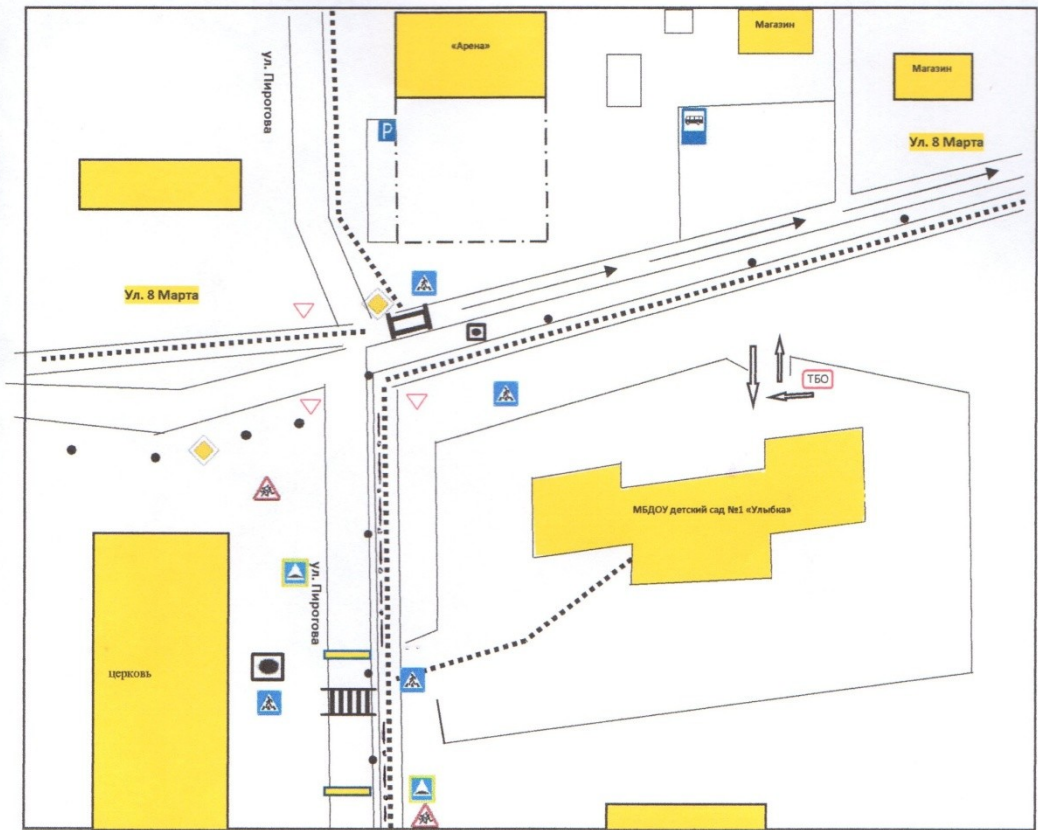 Магазин
«Арена»
ул. Пирогова
Магазин
P
Ул. 8 Марта
Ул. 8 Марта
ТБО
МБДОУ детский сад №1 «Улыбка»
ул. Пирогова
церковь